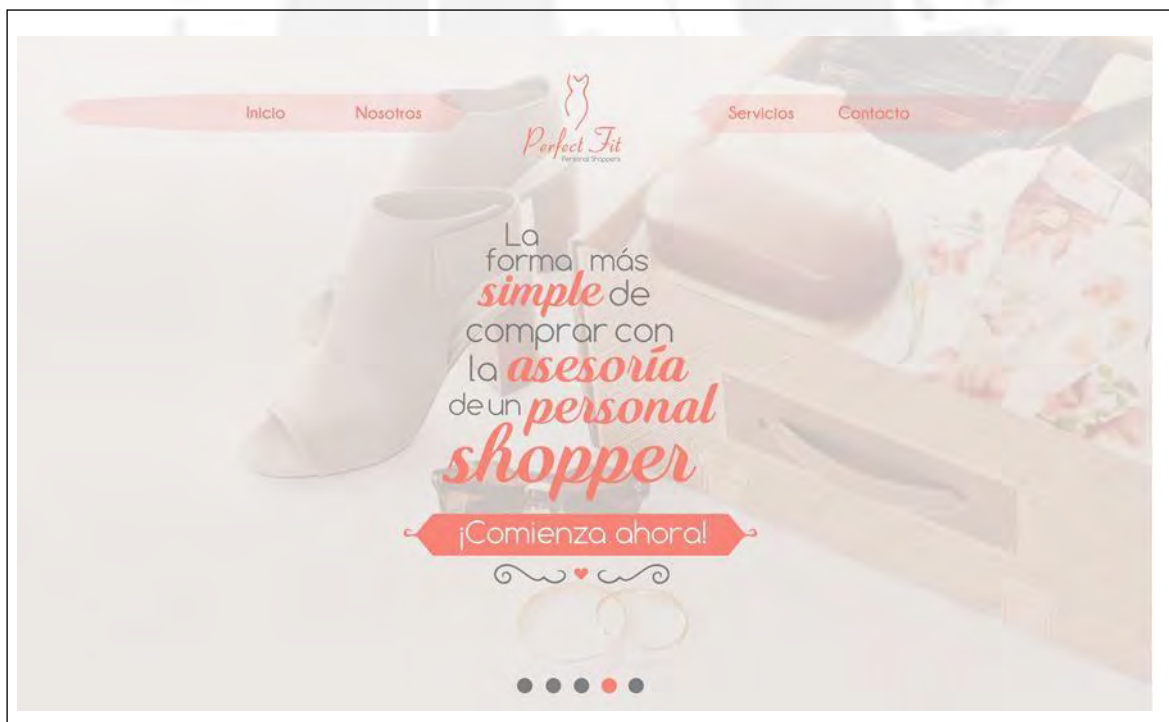 Inicio
Nosotros
Perfect Fit
Personal Shoppers
Servicios
Contácto
La
forma más
simple de
comprar con
la asesoría
de un personal
shopper
¡Comienza ahora!